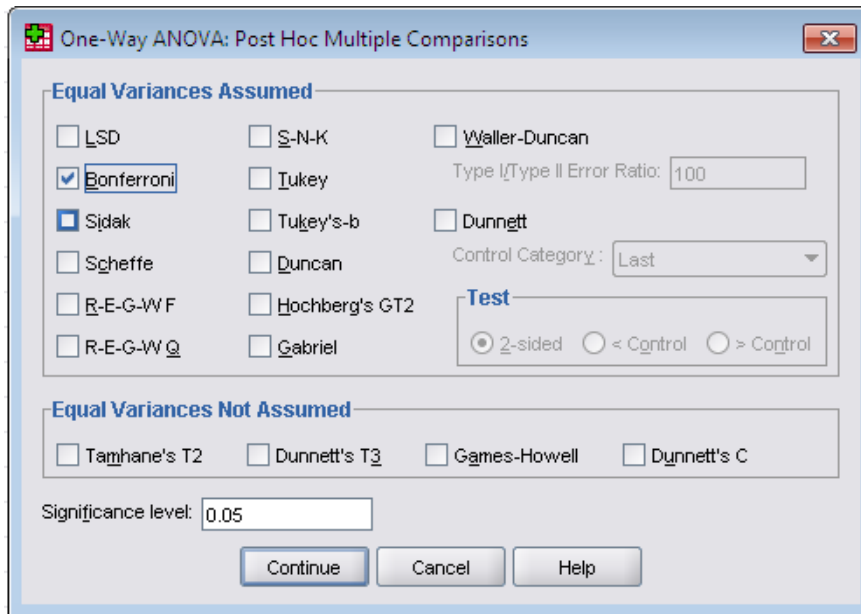 One-Way ANOVA: Post Hoc Multiple Comparisons
Equal Variances Assumed
LSD S-N-K Waller-Duncan
Type I/Type II Error Ratio: 100
Bonferroni Tukey
Sidak Tukey's-b Dunnett
Control Category: Last
Scheffe Duncan
Test
R-E-G-W F Hochberg's GT2
2-sided < Control > Control
R-E-G-W Q Gabriel
Equal Variances Not Assumed
Tamhane's T2 Dunnett's T3 Games-Howell Dunnett's C
Significance level: 0.05
Continue Cancel Help